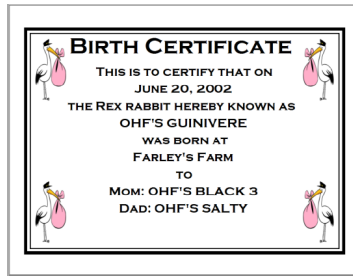 BIRTH CERTIFICATE
THIS IS TO CERTIFY THAT ON
JUNE 20, 2002
THE REX RABBIT HEREBY KNOWN AS
OHF'S GUINIVERE
WAS BORN AT
FARLEY'S FARM
TO
MOM: OHF'S BLACK 3
DAD: OHF'S SALTY